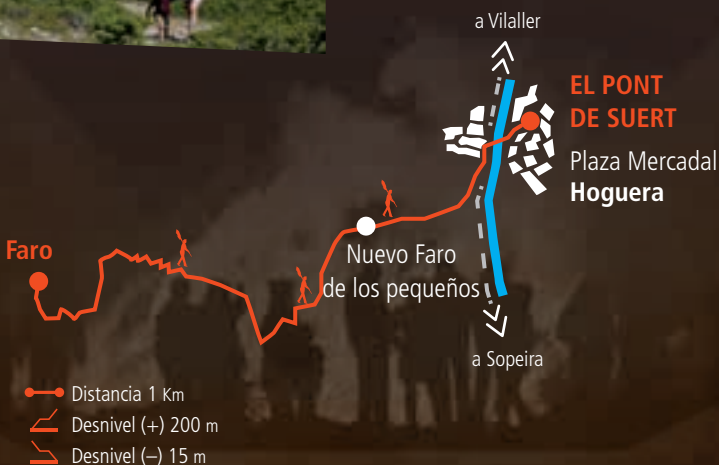 a Vilaller
EL PONT
DE SUERT
Plaza Mercadal
Hoguera
Faro
Nuevo Faro
de los pequeños
a Sopeira
Distancia 1 Km
Desnivel (+) 200 m
Desnivel (–) 15 m